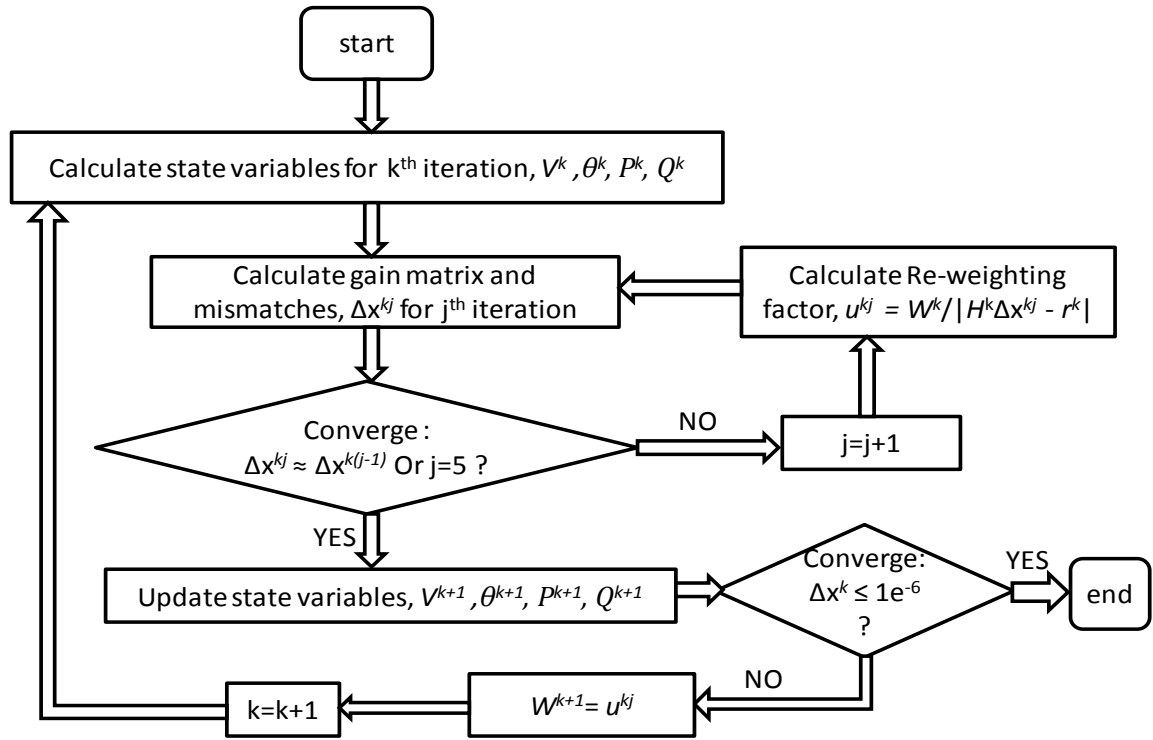 start
Calculate state variables for kᵗʰ iteration, Vᵏ ,θᵏ, Pᵏ, Qᵏ
Calculate gain matrix and
mismatches, Δxᵏʲ for jᵗʰ iteration
Calculate Re-weighting
factor, uᵏʲ = Wᵏ/|HᵏΔxᵏʲ - rᵏ|
Converge :
Δxᵏʲ ≈ Δxᵏ⁽ʲ⁻¹⁾ Or j=5 ?
NO
j=j+1
YES
Update state variables, Vᵏ⁺¹ ,θᵏ⁺¹, Pᵏ⁺¹, Qᵏ⁺¹
Converge:
Δxᵏ ≤ 1e⁻⁶
?
YES
end
NO
Wᵏ⁺¹= uᵏʲ
k=k+1